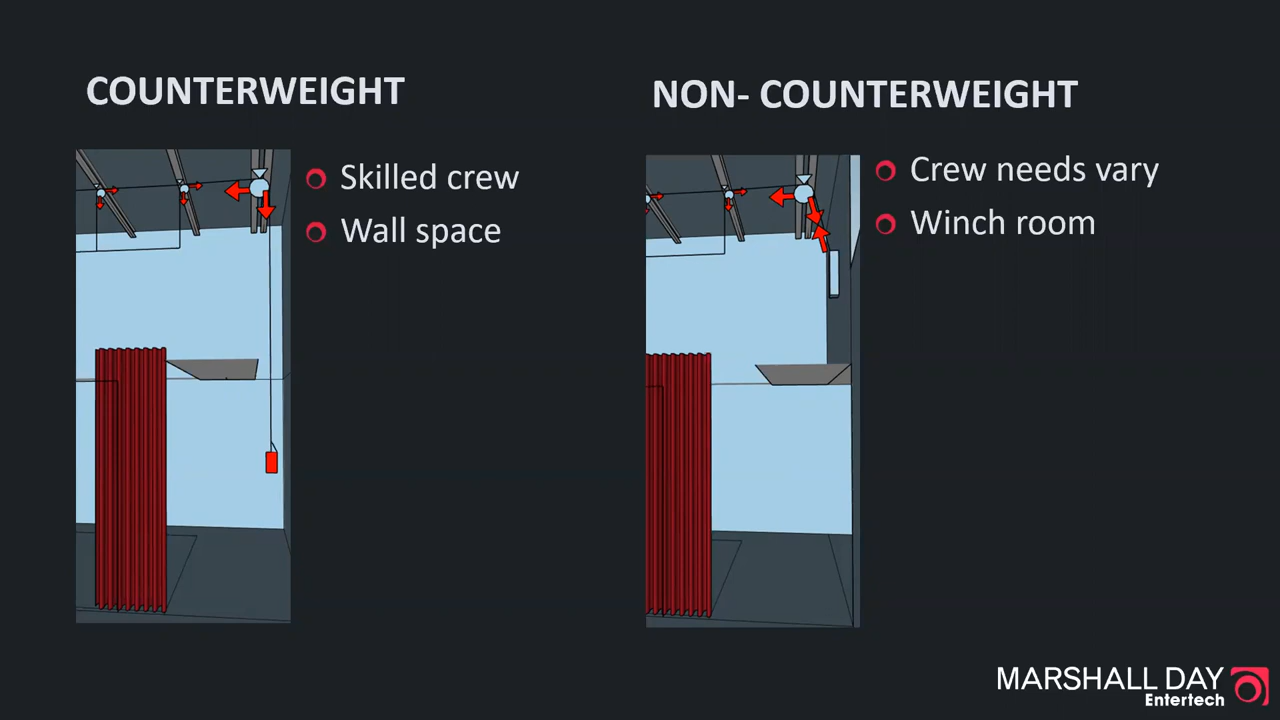 COUNTERWEIGHT
Skilled crew
Wall space
NON- COUNTERWEIGHT
Crew needs vary
Winch room
MARSHALL DAY
Entertech